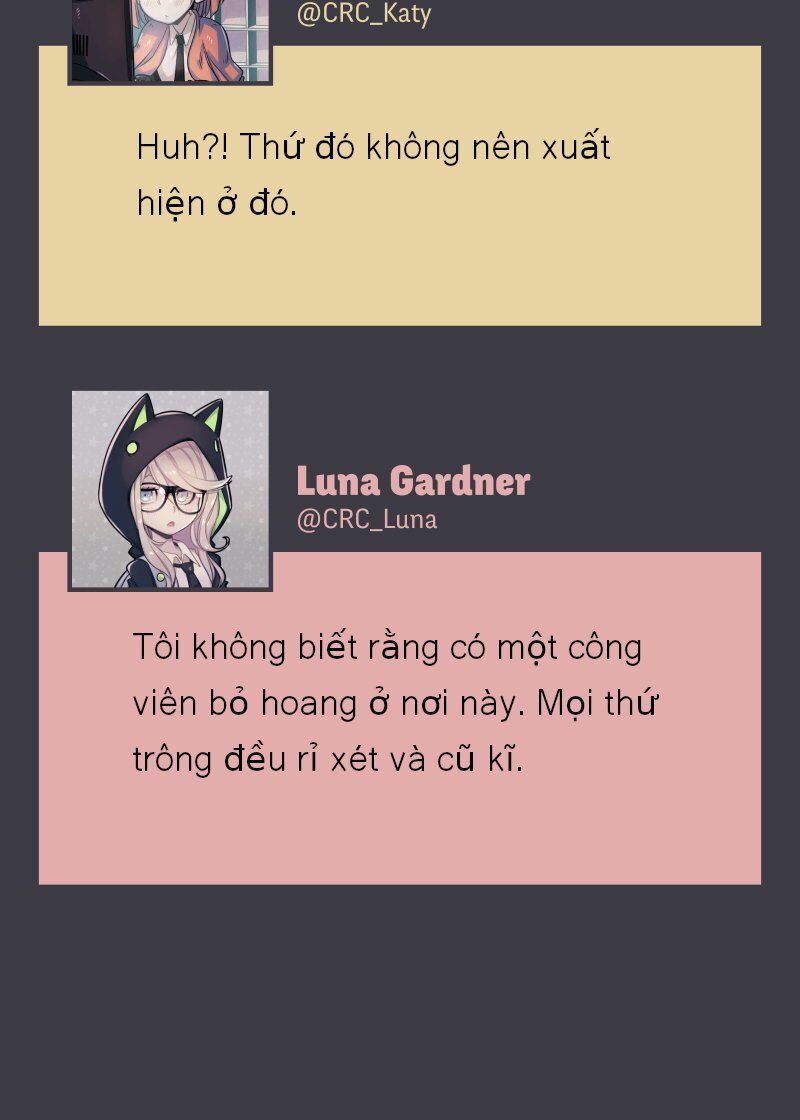 @CRC_Katy
Huh?! Thứ đó không nên xuất
hiện ở đó.
Luna Gardner
@CRC_Luna
Tôi không biết rằng có một công
viên bỏ hoang ở nơi này. Mọi thứ
trông đều rỉ xét và cũ kĩ.